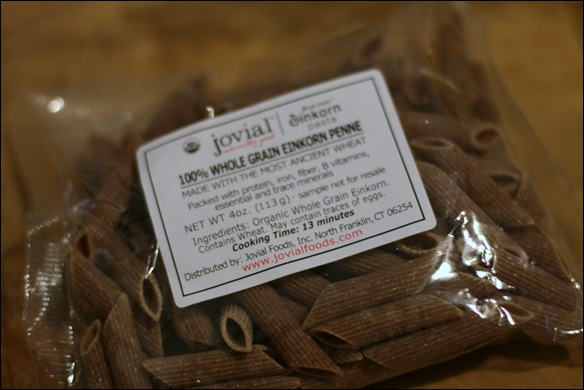 jovial™ einkorn
pasta
100% WHOLE GRAIN EINKORN PENNE
MADE WITH THE MOST ANCIENT WHEAT
Packed with protein, iron, fiber, B vitamins,
essential and trace minerals
NET WT 4oz. (113g)- sample not for resale
Ingredients: Organic Whole Grain Einkorn.
Contains Wheat. May contain traces of eggs.
Cooking Time: 13 minutes
Distributed by: Jovial Foods, Inc. North Franklin, CT 06254
www.jovialfoods.com